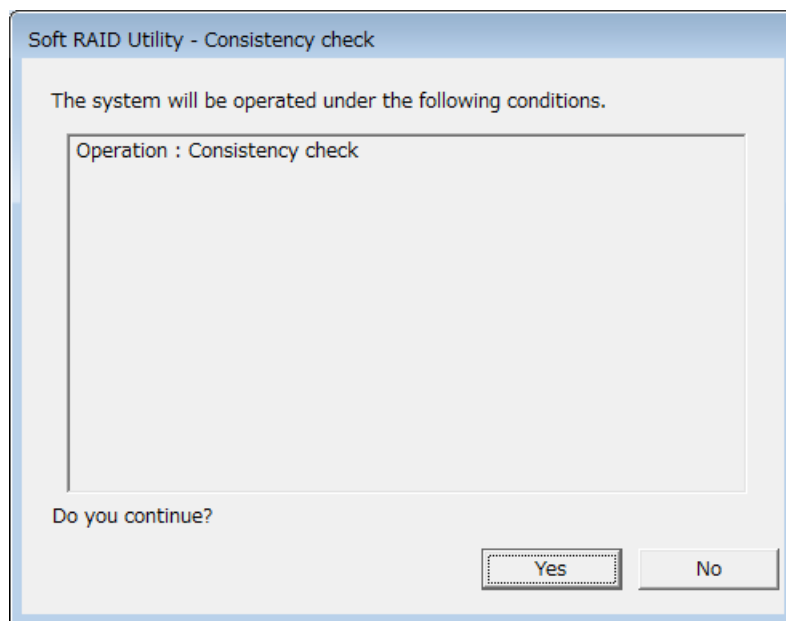 Soft RAID Utility - Consistency check
The system will be operated under the following conditions.
Operation : Consistency check
Do you continue?
Yes
No